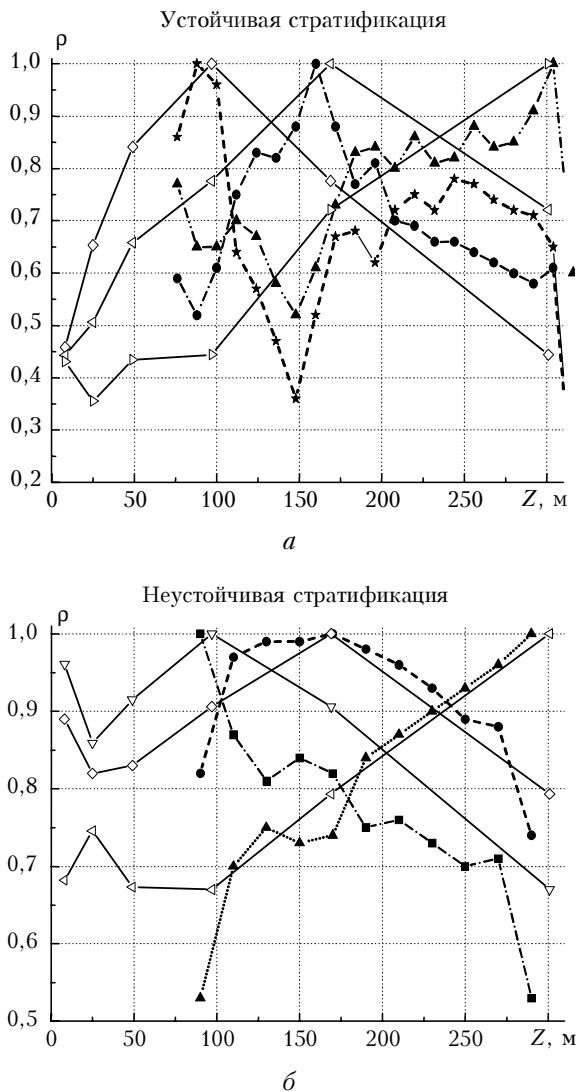 Устойчивая стратификация
ρ
1,0
0,9
0,8
0,7
0,6
0,5
0,4
0,3
0,2
0 50 100 150 200 250 Z, м
а
Неустойчивая стратификация
ρ
1,0
0,9
0,8
0,7
0,6
0,5
0 50 100 150 200 250 Z, м
б